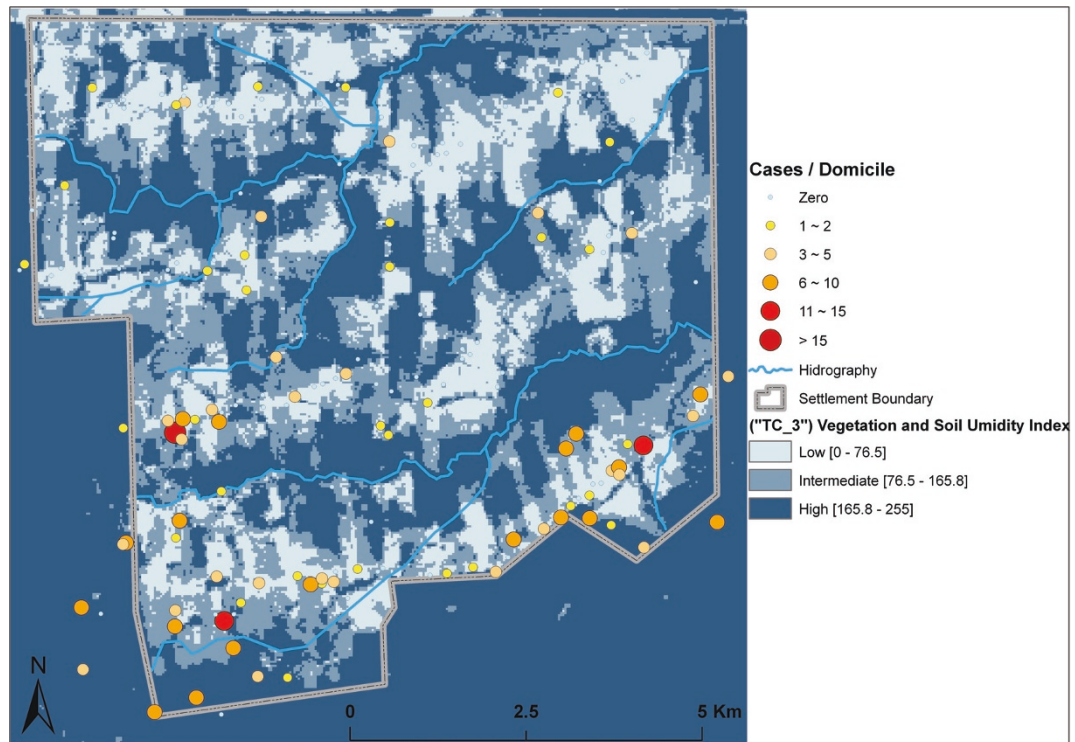 Cases / Domicile
Zero
1 ~ 2
3 ~ 5
6 ~ 10
11 ~ 15
> 15
Hidrography
Settlement Boundary
("TC_3") Vegetation and Soil Umidity Index
Low [0 - 76.5]
Intermediate [76.5 - 165.8]
High [165.8 - 255]
N
0 2.5 5 Km